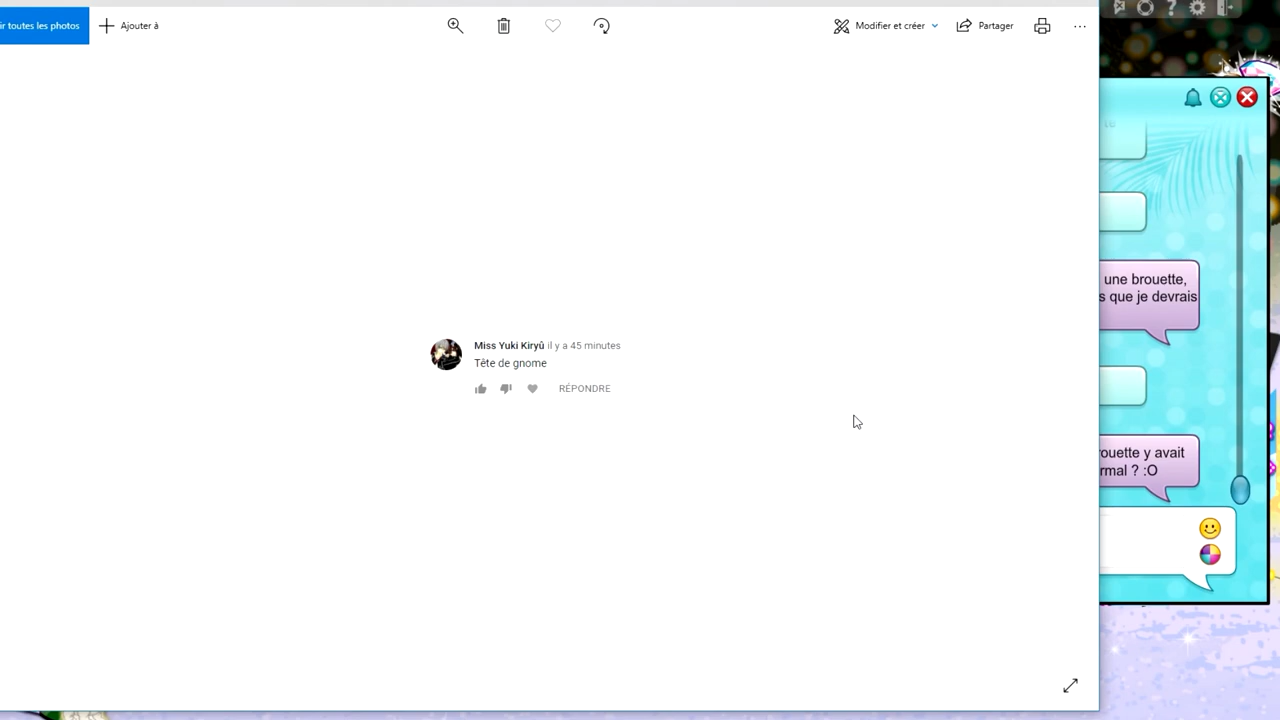 ir toutes les photos
Ajouter à
Modifier et créer
Partager
Miss Yuki Kiryū il y a 45 minutes
Tête de gnome
RÉPONDRE
une brouette,
s que je devrais
rouette y avait
rmal ? :O